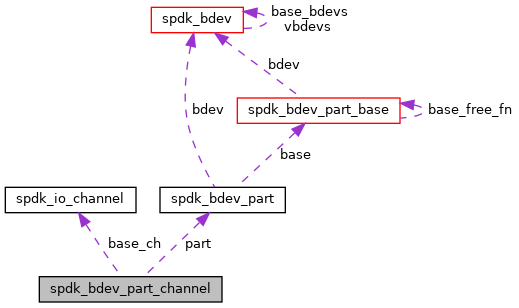 spdk_bdev
base_bdevs
vbdevs
bdev
bdev
spdk_bdev_part_base
base_free_fn
base
spdk_io_channel
spdk_bdev_part
base_ch
part
spdk_bdev_part_channel